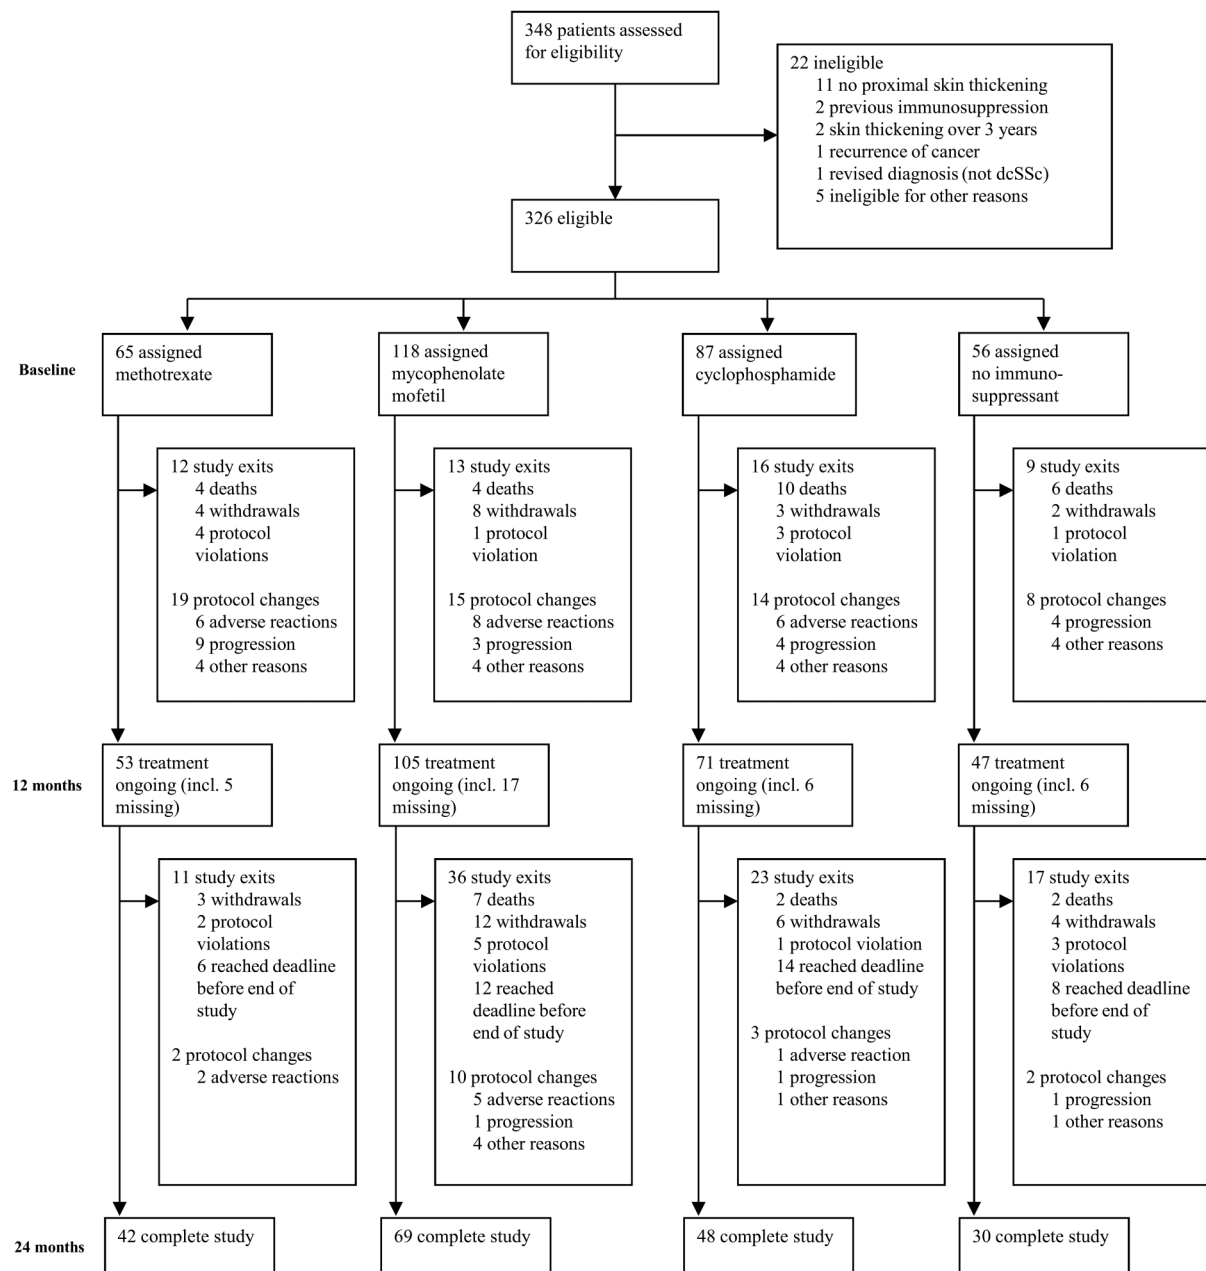 348 patients assessed
for eligibility
22 ineligible
11 no proximal skin thickening
2 previous immunosuppression
2 skin thickening over 3 years
1 recurrence of cancer
1 revised diagnosis (not dcSSc)
5 ineligible for other reasons
326 eligible
Baseline
65 assigned
methotrexate
118 assigned
mycophenolate
mofetil
87 assigned
cyclophosphamide
56 assigned
no immuno-
suppressant
12 study exits
4 deaths
4 withdrawals
4 protocol
violations
19 protocol changes
6 adverse reactions
9 progression
4 other reasons
13 study exits
4 deaths
8 withdrawals
1 protocol
violation
15 protocol changes
8 adverse reactions
3 progression
4 other reasons
16 study exits
10 deaths
3 withdrawals
3 protocol
violation
14 protocol changes
6 adverse reactions
4 progression
4 other reasons
9 study exits
6 deaths
2 withdrawals
1 protocol
violation
8 protocol changes
4 progression
4 other reasons
12 months
53 treatment
ongoing (incl. 5
missing)
105 treatment
ongoing (incl. 17
missing)
71 treatment
ongoing (incl. 6
missing)
47 treatment
ongoing (incl. 6
missing)
11 study exits
3 withdrawals
2 protocol
violations
6 reached deadline
before end of
study
2 protocol changes
2 adverse reactions
36 study exits
7 deaths
12 withdrawals
5 protocol
violations
12 reached
deadline before
end of study
10 protocol changes
5 adverse reactions
1 progression
4 other reasons
23 study exits
2 deaths
6 withdrawals
1 protocol violation
14 reached deadline
before end of study
3 protocol changes
1 adverse reaction
1 progression
1 other reasons
17 study exits
2 deaths
4 withdrawals
3 protocol
violations
8 reached deadline
before end of
study
2 protocol changes
1 progression
1 other reasons
24 months
42 complete study
69 complete study
48 complete study
30 complete study